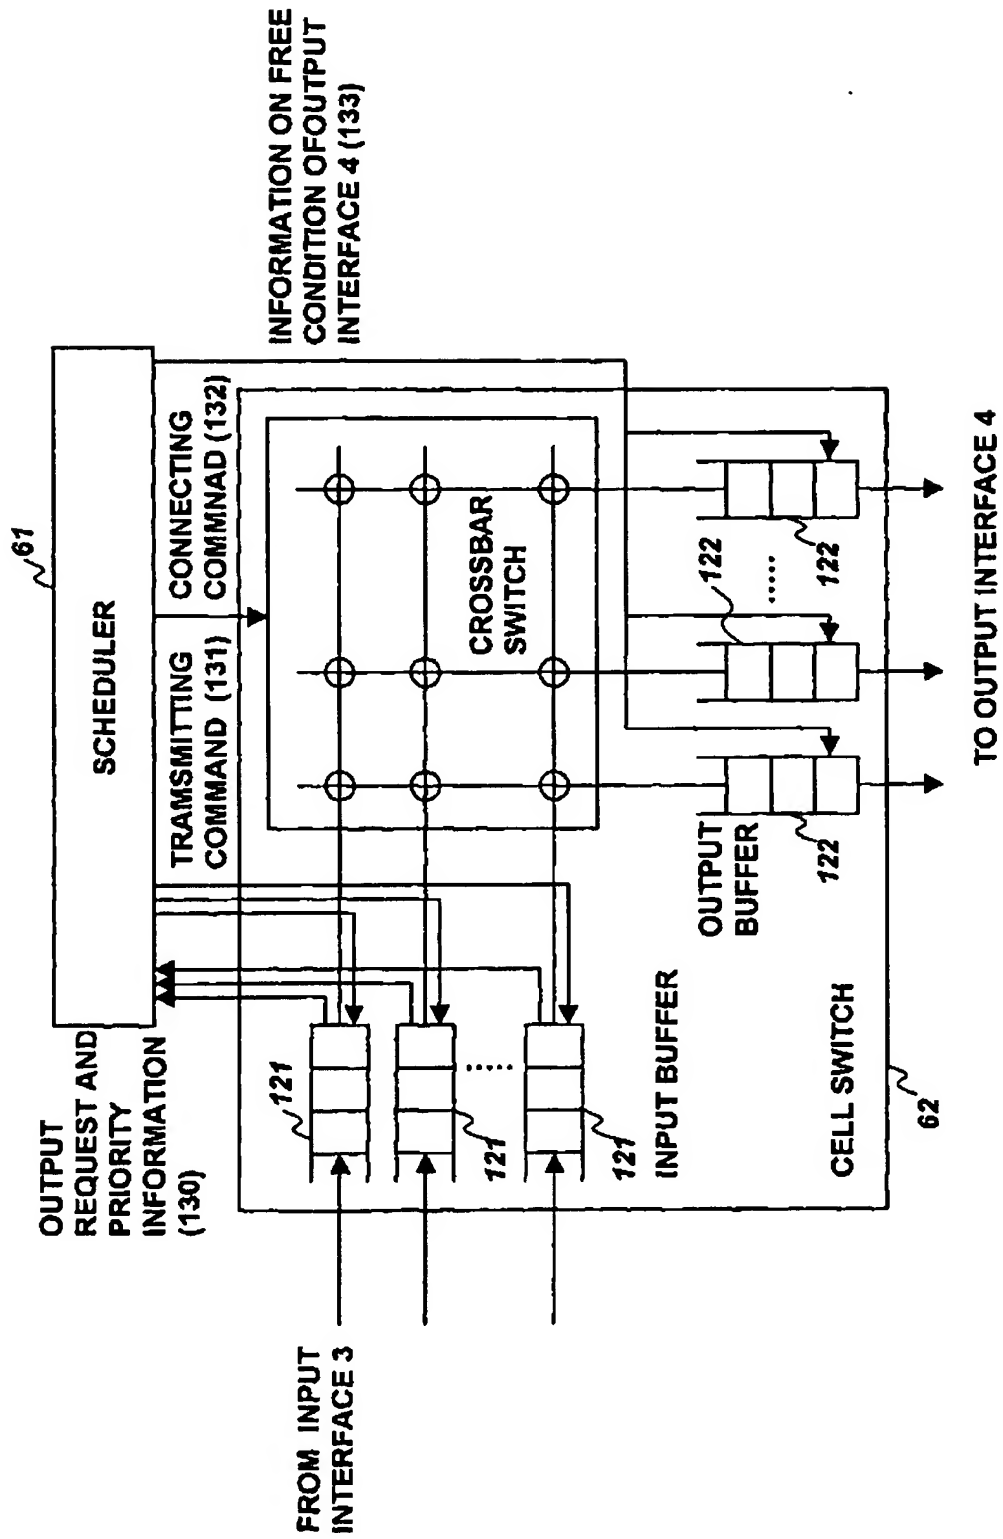 61
SCHEDULER
OUTPUT
REQUEST AND
PRIORITY
INFORMATION
(130)
TRAMSMITTING
COMMAND (131)
CONNECTING
COMMNAD (132)
INFORMATION ON FREE
CONDITION OFOUTPUT
INTERFACE 4 (133)
FROM INPUT
INTERFACE 3
121
121
.....
121
CROSSBAR
SWITCH
INPUT BUFFER
OUTPUT
BUFFER
122
122
.....
122
CELL SWITCH
62
TO OUTPUT INTERFACE 4